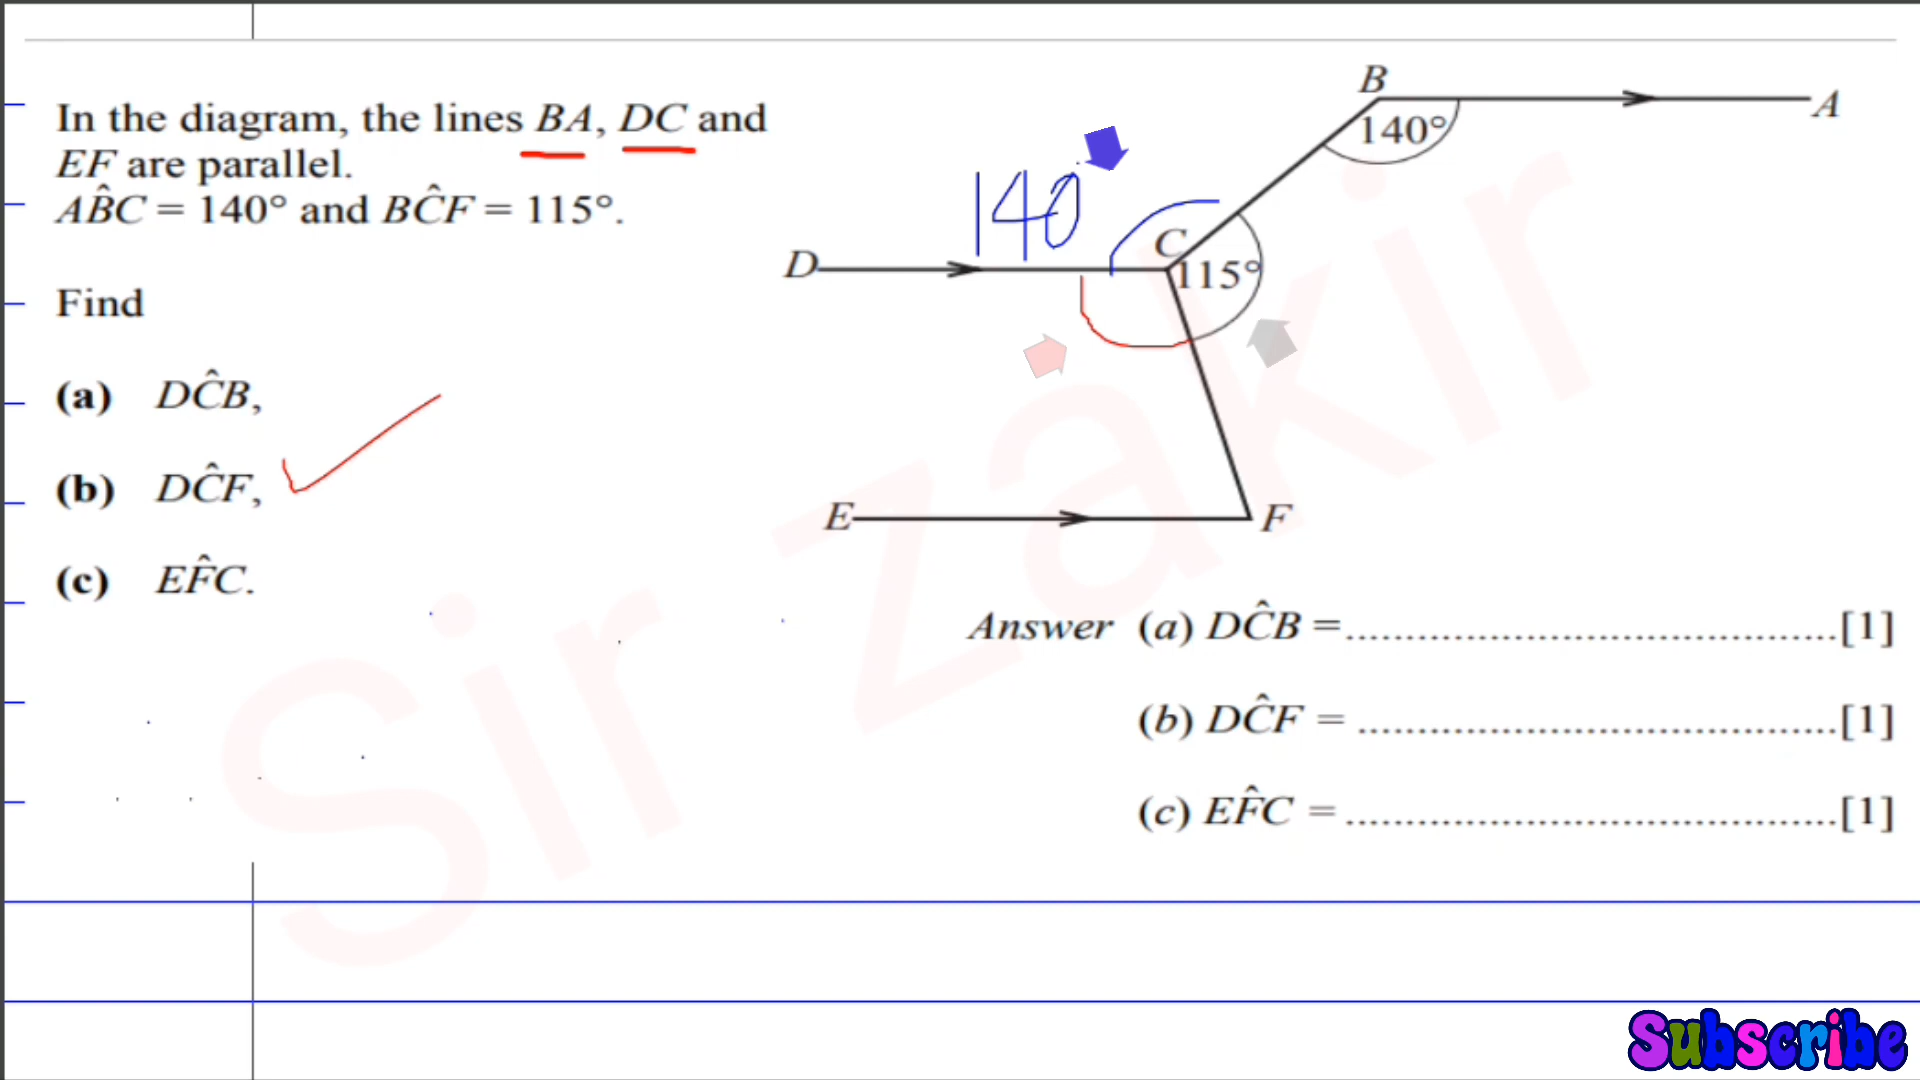 In the diagram, the lines BA, DC and
EF are parallel.
AB̂C = 140° and BĈF = 115°.
Find
(a) DĈB,
(b) DĈF,
(c) EF̂C.
B
A
140°
140°
C
D
115°
E
F
Answer (a) DĈB = ........................................ [1]
(b) DĈF = ........................................ [1]
(c) EF̂C = ........................................ [1]
Sir zakir
Subscribe